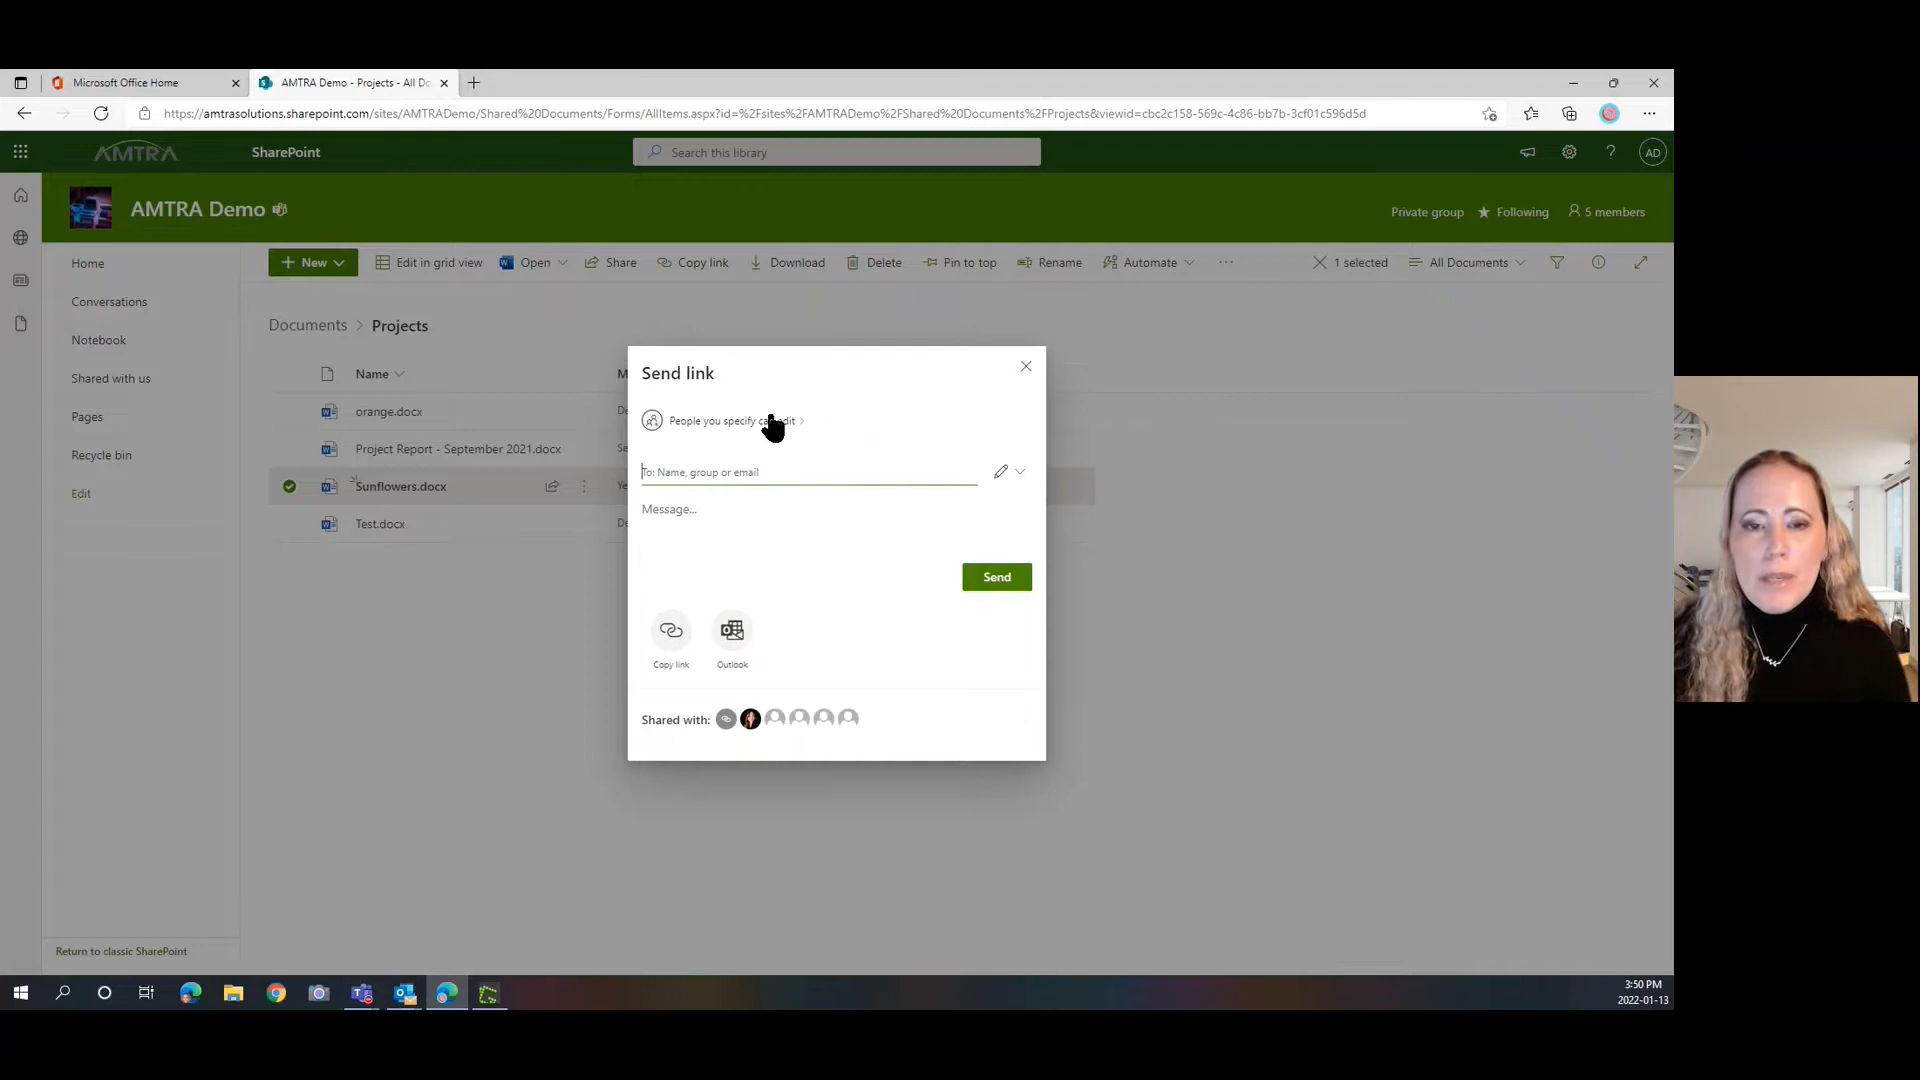 Microsoft Office Home
AMTRA Demo - Projects - All Do
https://amtrasolutions.sharepoint.com/sites/AMTRADemo/Shared%20Documents/Forms/AllItems.aspx?id=%2Fsites%2FAMTRADemo%2FShared%20Documents%2FProjects&viewid=cbc2c158-569c-4c86-bb7b-3cf01c596d5d
AMTRA
SharePoint
Search this library
AD
AMTRA Demo
Private group
Following
5 members
Home
Conversations
Notebook
Shared with us
Pages
Recycle bin
Edit
Return to classic SharePoint
New
Edit in grid view
Open
Share
Copy link
Download
Delete
Pin to top
Rename
Automate
1 selected
All Documents
Documents > Projects
Name
M
orange.docx
De
Project Report - September 2021.docx
Se
Sunflowers.docx
Ye
Test.docx
De
Send link
People you specify can edit
To: Name, group or email
Message...
Send
Copy link
Outlook
Shared with:
3:50 PM
2022-01-13